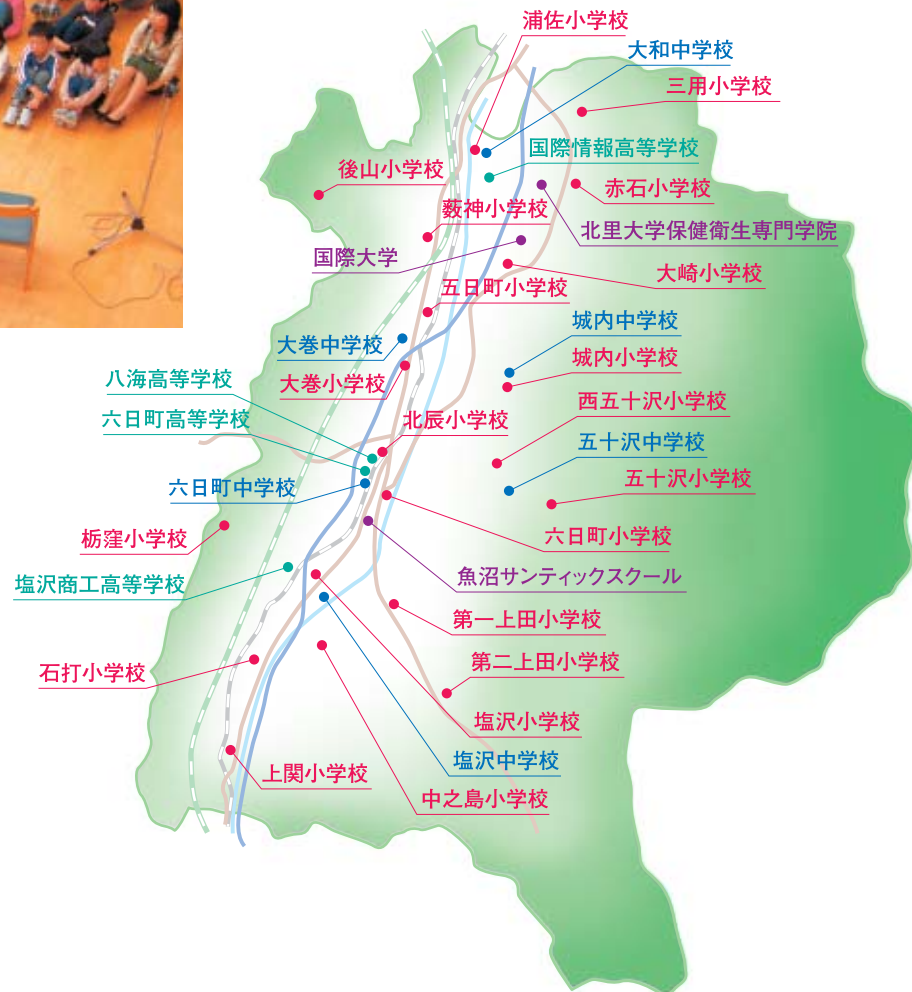 浦佐小学校
大和中学校
三用小学校
国際情報高等学校
後山小学校
赤石小学校
薮神小学校
北里大学保健衛生専門学院
国際大学
大崎小学校
五日町小学校
城内中学校
大巻中学校
城内小学校
八海高等学校
大巻小学校
西五十沢小学校
六日町高等学校
北辰小学校
五十沢中学校
五十沢小学校
六日町中学校
六日町小学校
栃窪小学校
魚沼サンティックスクール
塩沢商工高等学校
第一上田小学校
第二上田小学校
石打小学校
塩沢小学校
塩沢中学校
上関小学校
中之島小学校